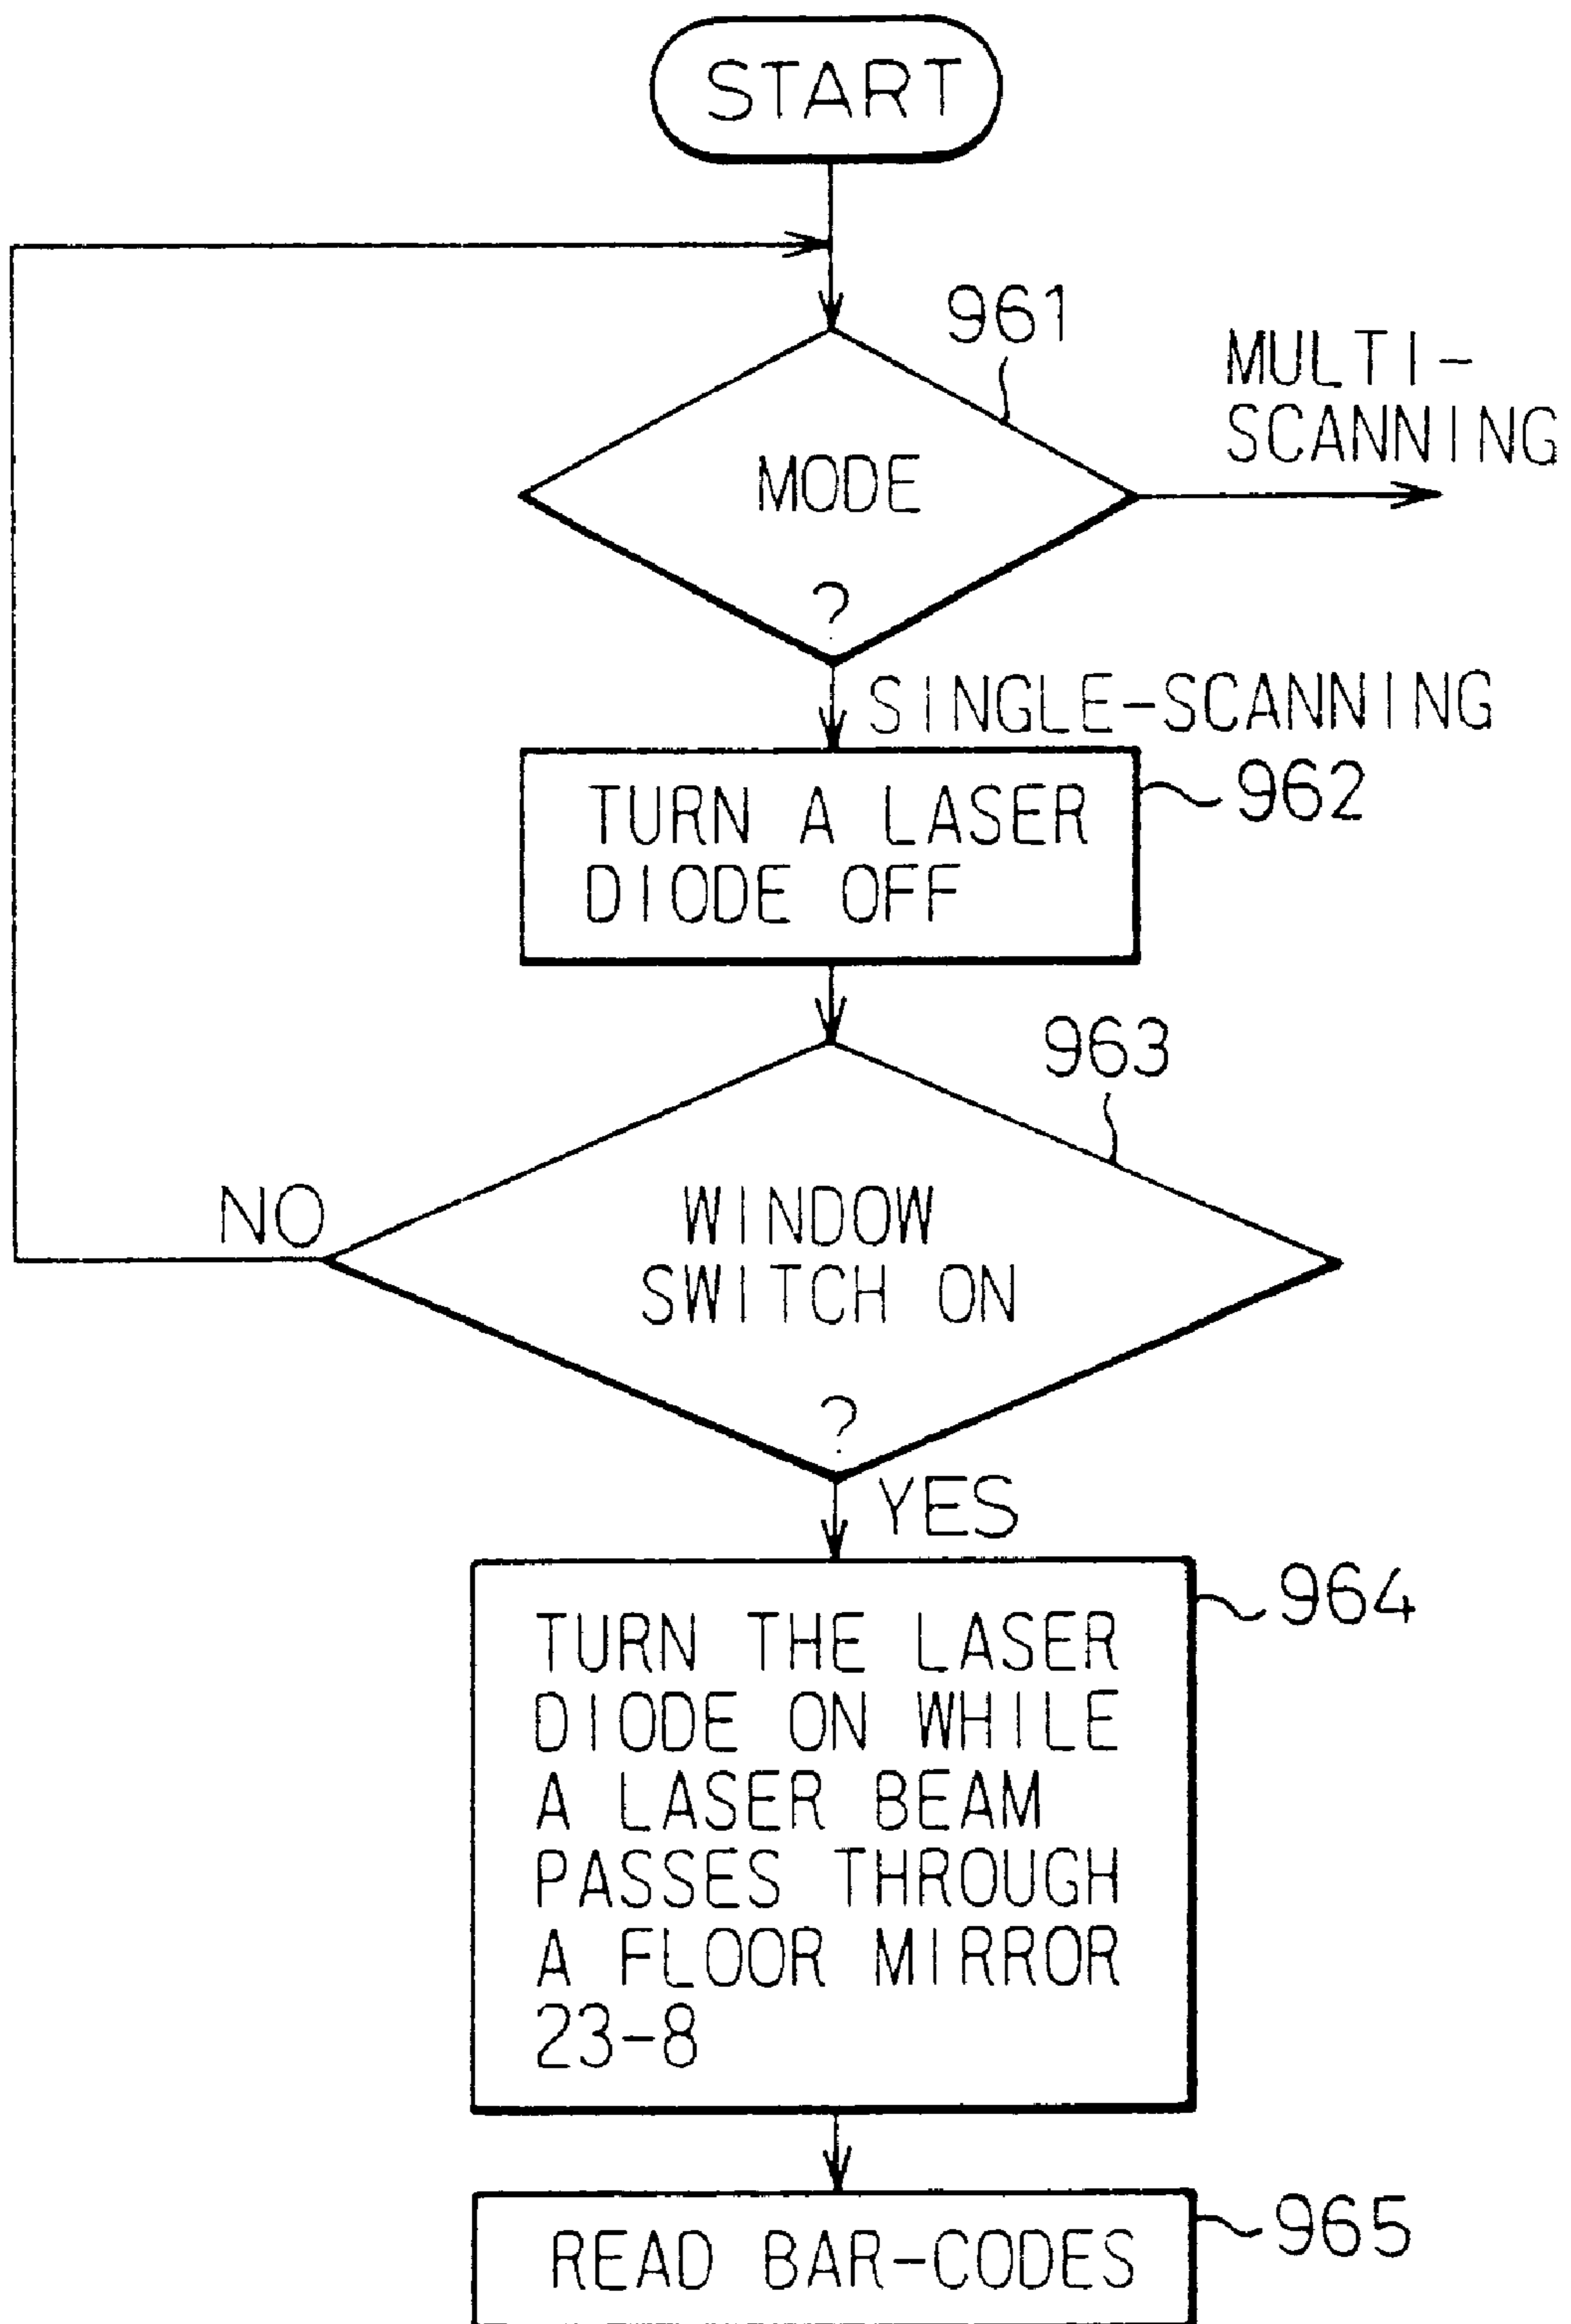 START
961
MULTI-
SCANNING
MODE
?
SINGLE-SCANNING
962
TURN A LASER
DIODE OFF
963
NO
WINDOW
SWITCH ON
?
YES
964
TURN THE LASER
DIODE ON WHILE
A LASER BEAM
PASSES THROUGH
A FLOOR MIRROR
23-8
965
READ BAR-CODES